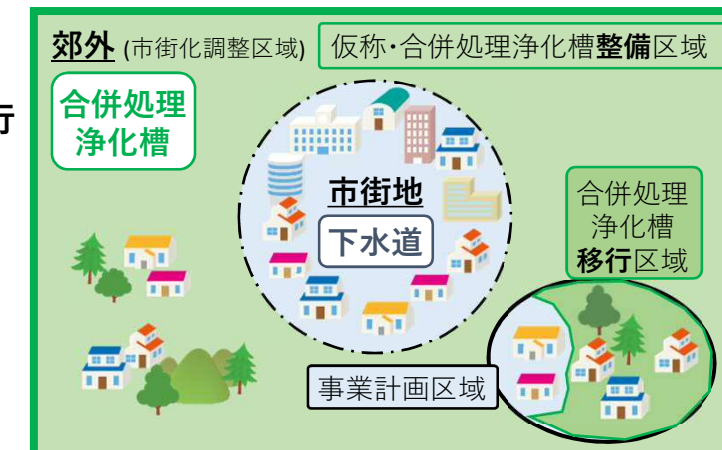 郊外 (市街化調整区域)
仮称・合併処理浄化槽整備区域
行
合併処理
浄化槽
市街地
下水道
合併処理
浄化槽
移行区域
事業計画区域